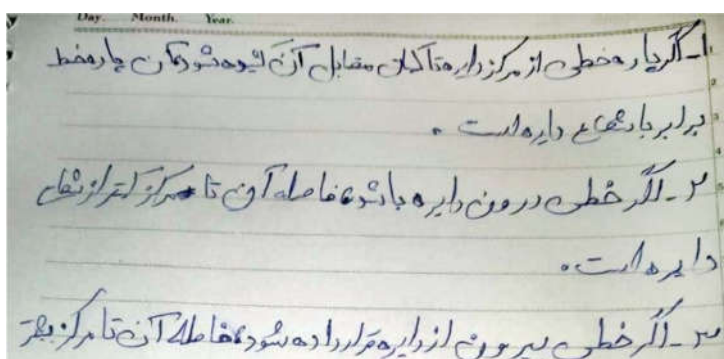 Day. Month. Year.
۱- اگر پاره خطی از مرکز دایره تا کمان مقابل آن کشیده شود، آن پاره خط
برابر با شعاع دایره است.
۲- اگر خطی درون دایره باشد، فاصله آن تا مرکز کمتر از شعاع
دایره است.
۳- اگر خطی بیرون از دایره قرار داده شود، فاصله آن تا مرکز